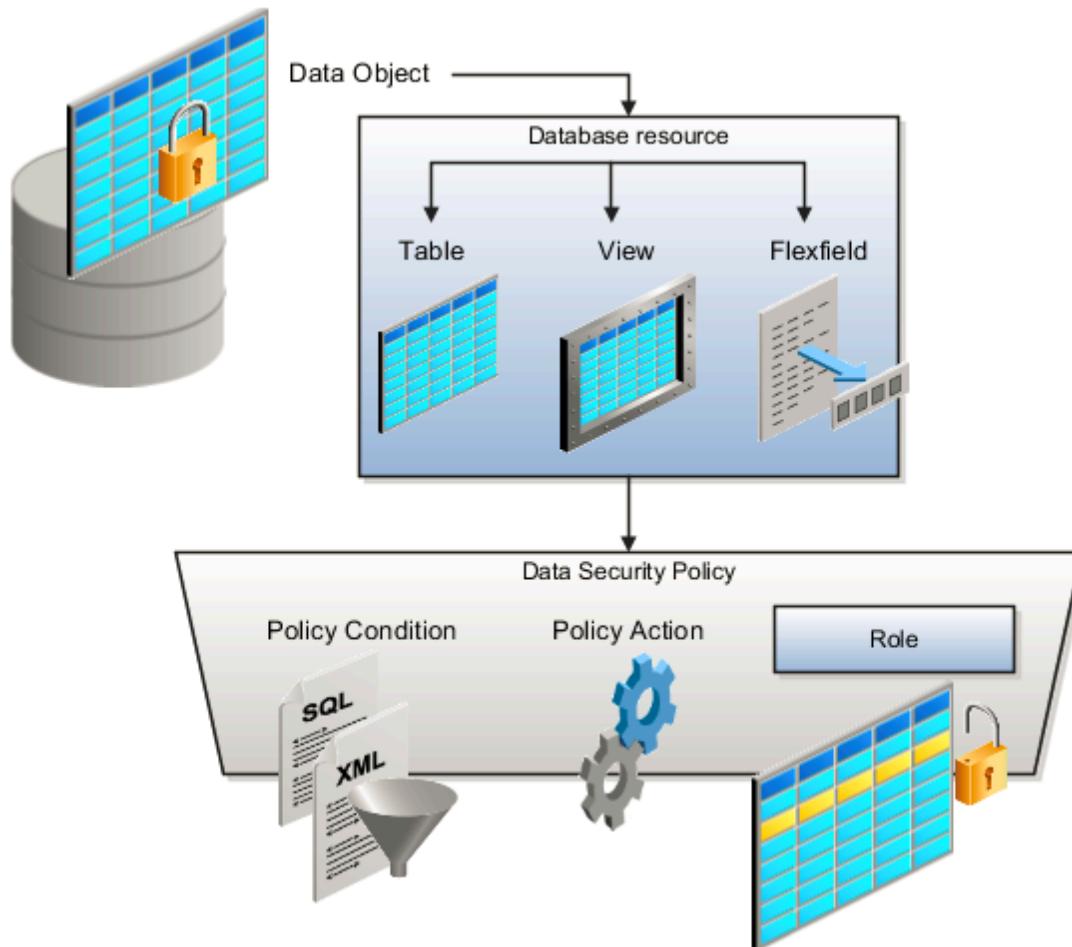 Data Object
Database resource
Table
View
Flexfield
Data Security Policy
Policy Condition
Policy Action
Role
SQL
XML